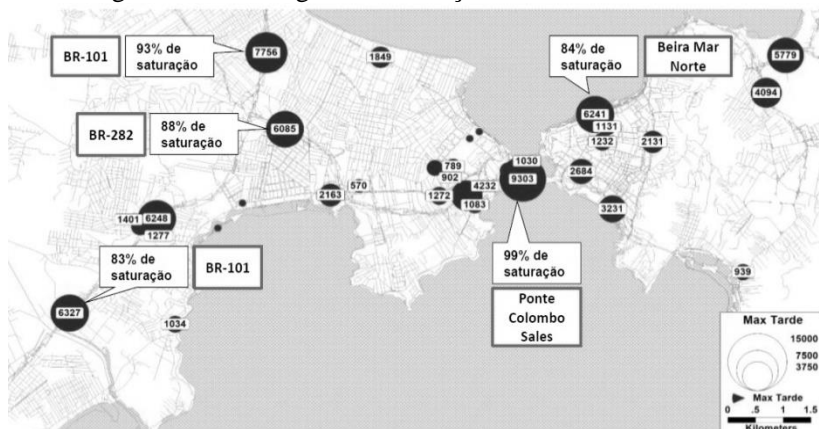 BR-101
93% de
saturação
7756
1849
84% de
saturação
Beira Mar
Norte
5779
4094
BR-282
88% de
saturação
6085
6241
1131
1232
2131
789
902
1030
9303
2684
570
2163
1272
4232
1083
3231
1401
6248
1277
83% de
saturação
BR-101
99% de
saturação
939
6327
1034
Ponte
Colombo
Sales
Max Tarde
15000
7500
3750
Max Tarde
0 .5 1 1.5
Kilometers